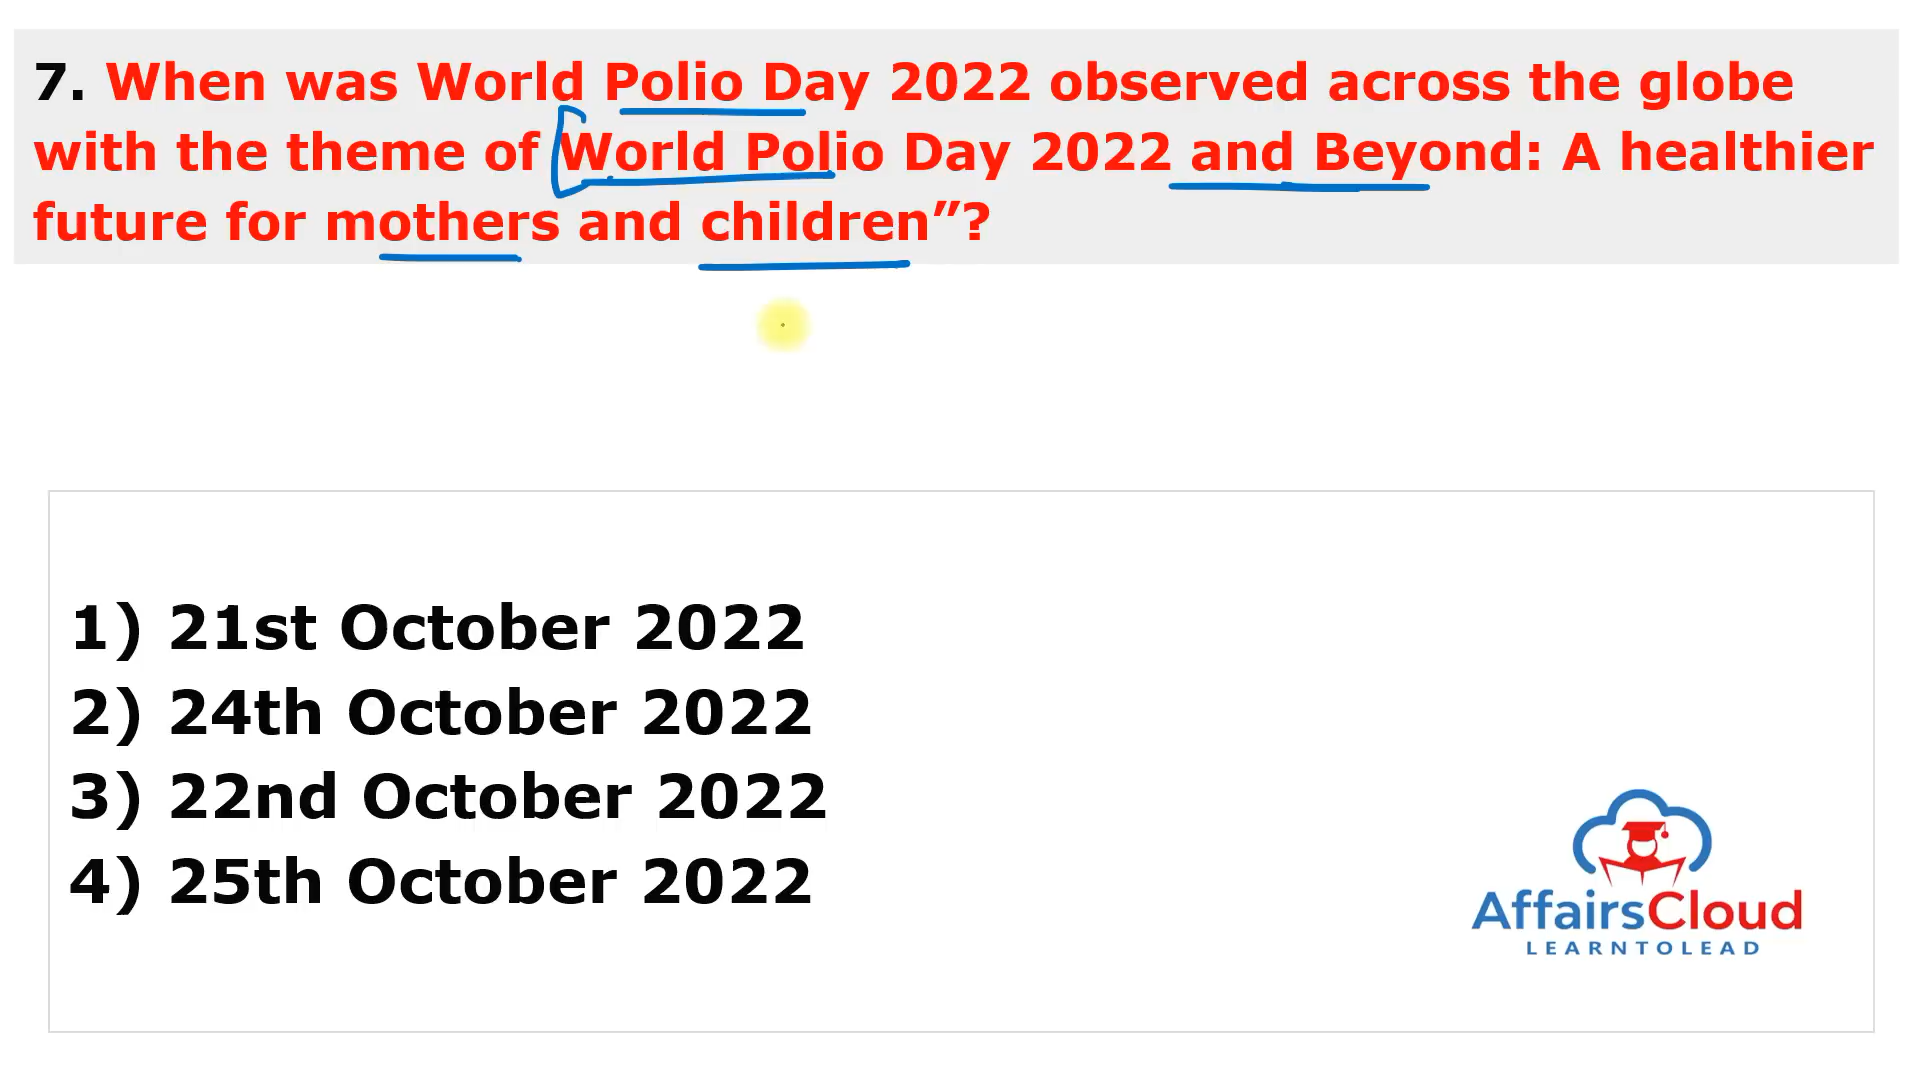 7. When was World Polio Day 2022 observed across the globe
with the theme of World Polio Day 2022 and Beyond: A healthier
future for mothers and children”?
1) 21st October 2022
2) 24th October 2022
3) 22nd October 2022
4) 25th October 2022
AffairsCloud
LEARNTOLEAD